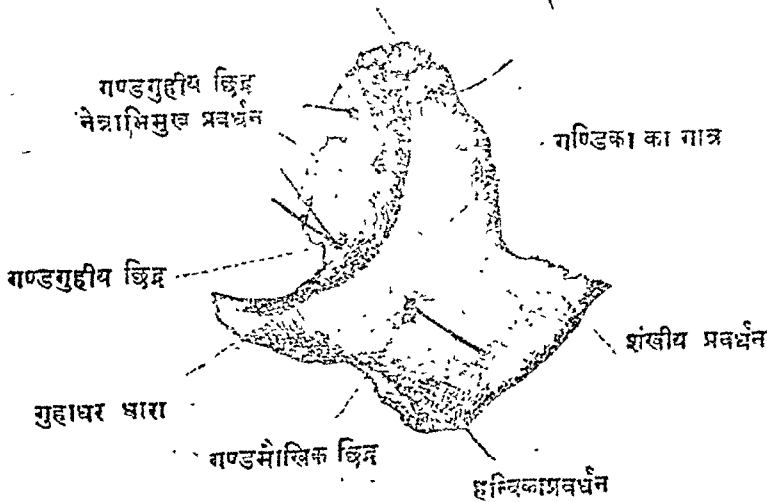 गण्डगुहीय छिद्र
नेत्राभिमुख प्रवर्धन
गण्डिका का गात्र
गण्डगुहीय छिद्र
शंखीय प्रवर्धन
गुहाधर धारा
गण्डमौखिक छिद्र
हन्विकाप्रवर्धन